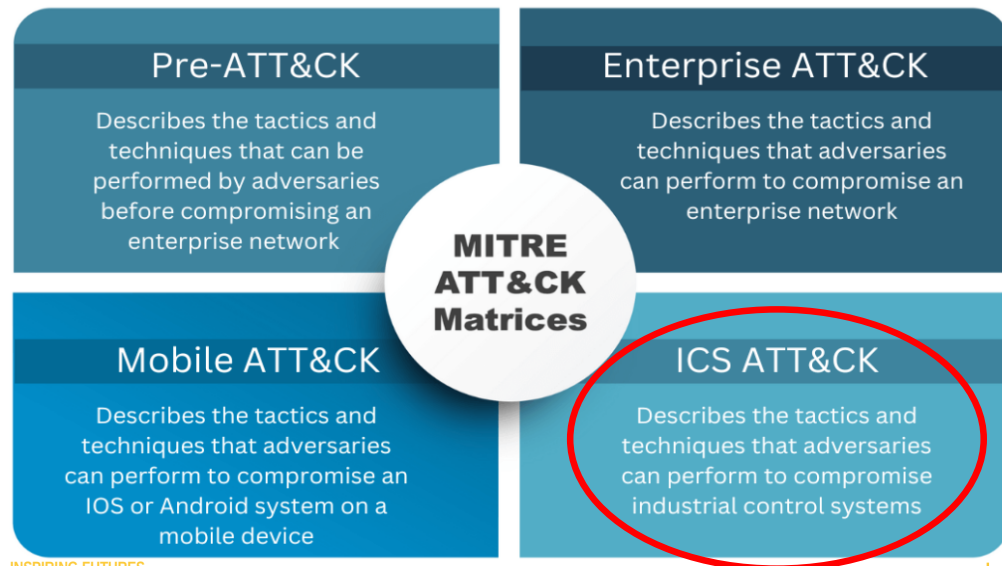 Pre-ATT&CK
Describes the tactics and
techniques that can be
performed by adversaries
before compromising an
enterprise network
Enterprise ATT&CK
Describes the tactics and
techniques that adversaries
can perform to compromise an
enterprise network
MITRE
ATT&CK
Matrices
Mobile ATT&CK
Describes the tactics and
techniques that adversaries
can perform to compromise an
IOS or Android system on a
mobile device
ICS ATT&CK
Describes the tactics and
techniques that adversaries
can perform to compromise
industrial control systems
INSPIRING FUTURES